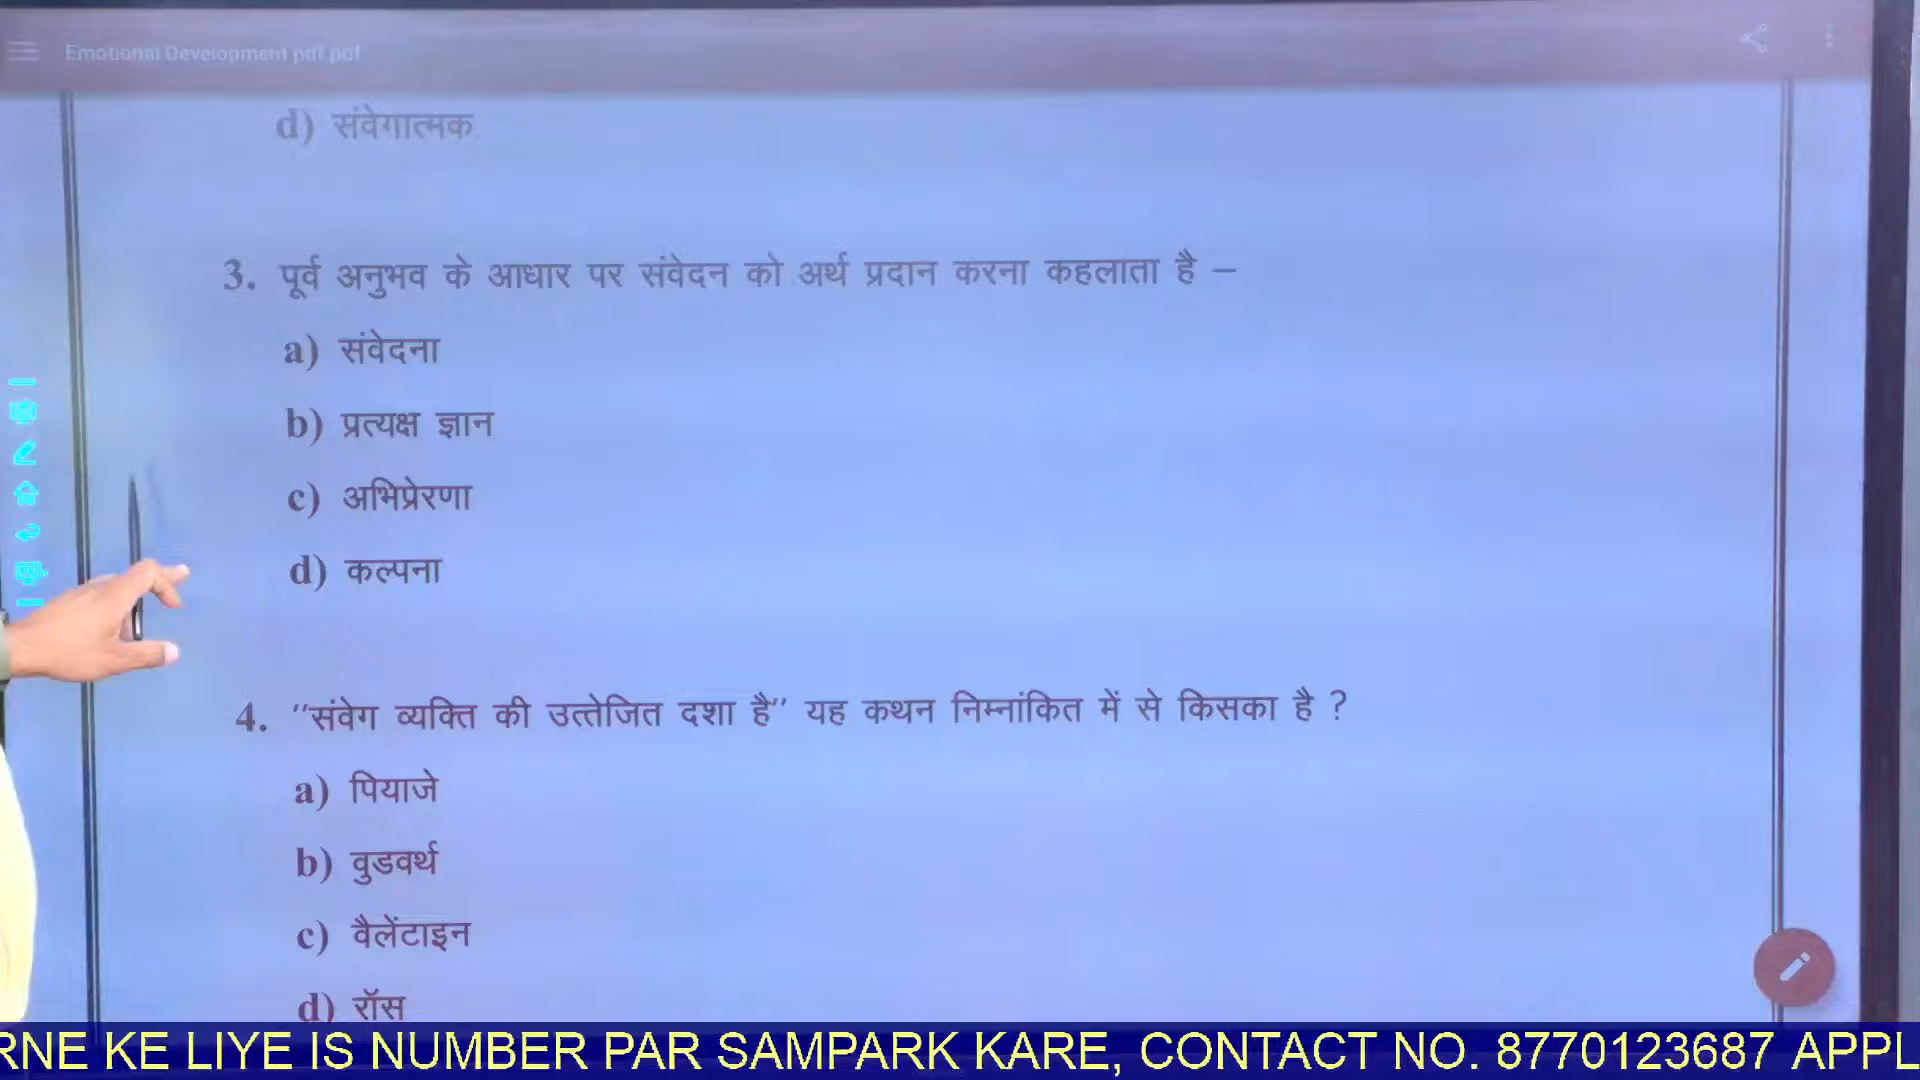 Emotional Development pdf.pdf
d) संवेगात्मक
3. पूर्व अनुभव के आधार पर संवेदन को अर्थ प्रदान करना कहलाता है –
a) संवेदना
b) प्रत्यक्ष ज्ञान
c) अभिप्रेरणा
d) कल्पना
4. ‘‘संवेग व्यक्ति की उत्तेजित दशा है’’ यह कथन निम्नांकित में से किसका है ?
a) पियाजे
b) वुडवर्थ
c) वैलेंटाइन
d) रॉस
RNE KE LIYE IS NUMBER PAR SAMPARK KARE, CONTACT NO. 8770123687 APPL